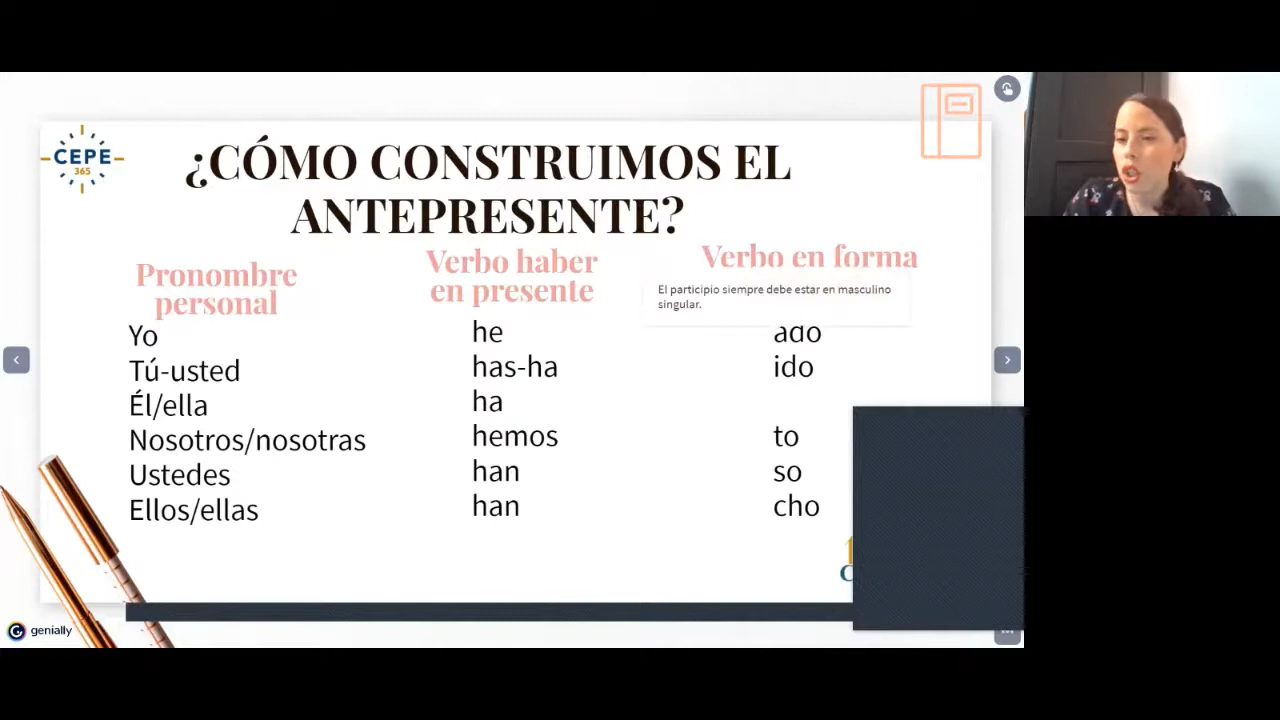 CEPE
365
¿CÓMO CONSTRUIMOS EL
ANTEPRESENTE?
Pronombre
personal
Verbo haber
en presente
Verbo en forma
El participio siempre debe estar en masculino
singular.
Yo he ado
Tú-usted has-ha ido
Él/ella ha
Nosotros/nosotras hemos to
Ustedes han so
Ellos/ellas han cho
C
genially